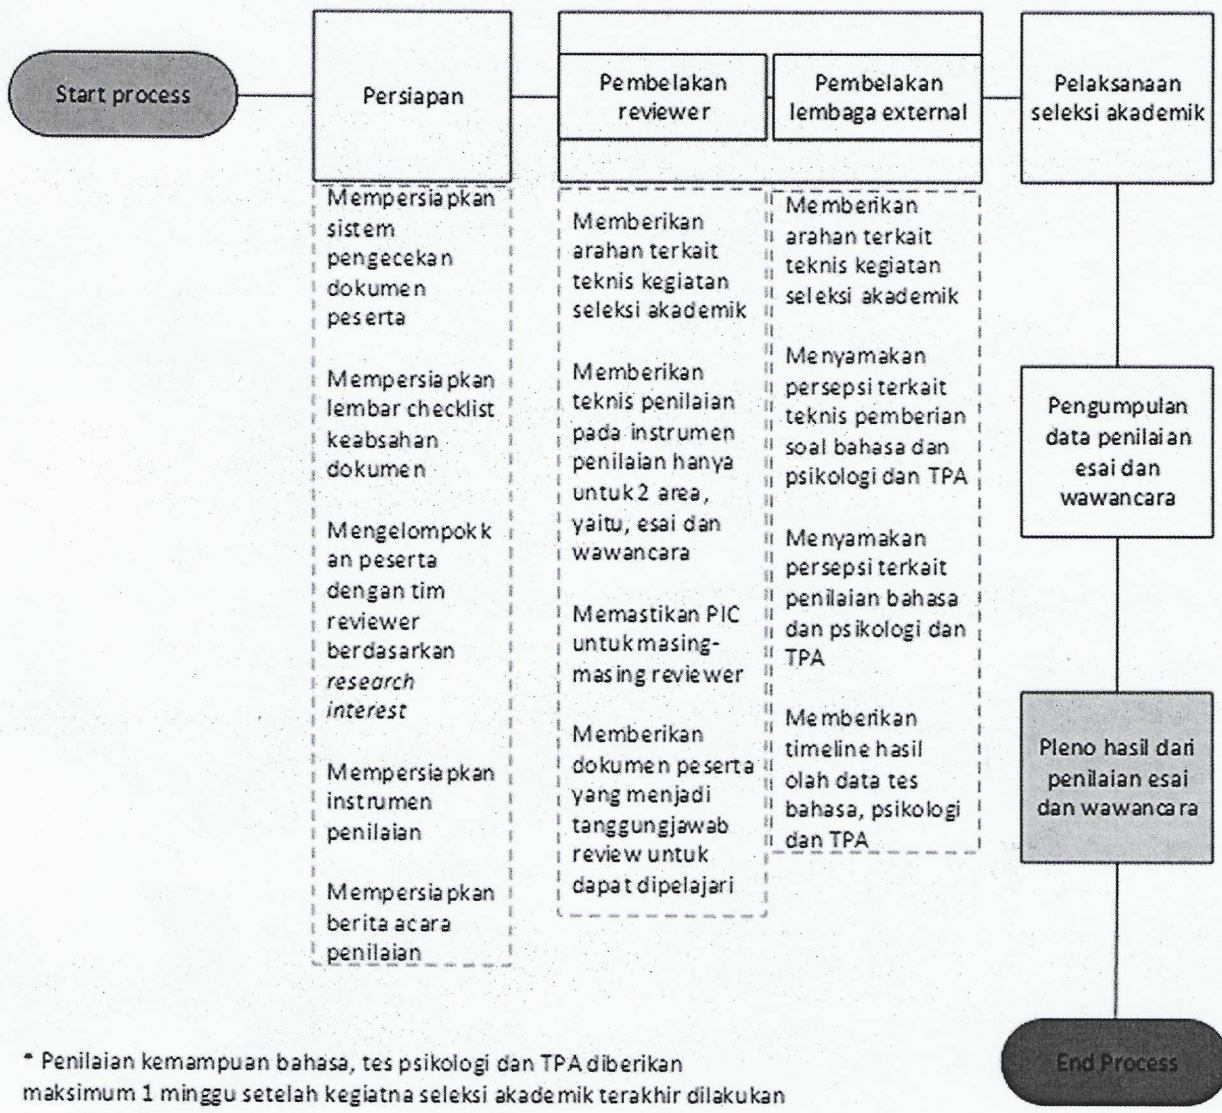 Start process
Persiapan
Pembelakan
reviewer
Pembelakan
lembaga external
Pelaksanaan
seleksi akademik
Mempersiapkan
sistem
pengecekan
dokumen
peserta
Mempersiapkan
lembar checklist
keabsahan
dokumen
Mengelompokk
an peserta
dengan tim
reviewer
berdasarkan
research
interest
Mempersiapkan
instrumen
penilaian
Mempersiapkan
berita acara
penilaian
Memberikan
arahan terkait
teknis kegiatan
seleksi akademik
Memberikan
teknis penilaian
pada instrumen
penilaian hanya
untuk 2 area,
yaitu, esai dan
wawancara
Memastikan PIC
untuk masing-
masing reviewer
Memberikan
dokumen peserta
yang menjadi
tanggungjawab
review untuk
dapat dipelajari
Memberikan
arahan terkait
teknis kegiatan
seleksi akademik
Menyamakan
persepsi terkait
teknis pemberian
soal bahasa dan
psikologi dan TPA
Menyamakan
persepsi terkait
penilaian bahasa
dan psikologi dan
TPA
Memberikan
timeline hasil
olah data tes
bahasa, psikologi
dan TPA
Pengumpulan
data penilaian
esai dan
wawancara
Pleno hasil dari
penilaian esai
dan wawancara
End Process
* Penilaian kemampuan bahasa, tes psikologi dan TPA diberikan
maksimum 1 minggu setelah kegiatna seleksi akademik terakhir dilakukan